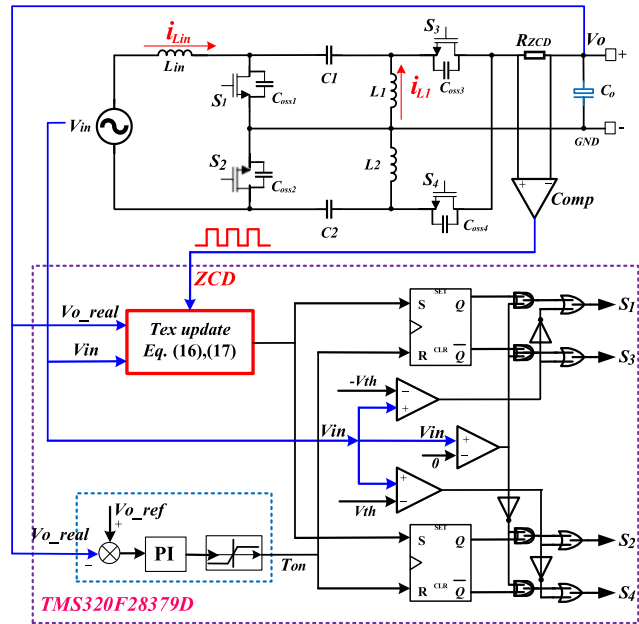 iLin
Lin
C1
S3
RZCD
Vo
+
S1
Coss1
L1
iL1
Coss3
Co
Vin
GND
-
S2
Coss2
L2
S4
+ −
Comp
C2
Coss4
ZCD
Vo_real
Tex update
Eq. (16),(17)
Vin
S SET Q
R CLR Q
S1
S3
-Vth
−
+
Vin
Vin
+
0
−
+
Vth
−
Vo_ref
+
Vo_real
−
PI
Ton
S SET Q
R CLR Q
S2
S4
TMS320F28379D